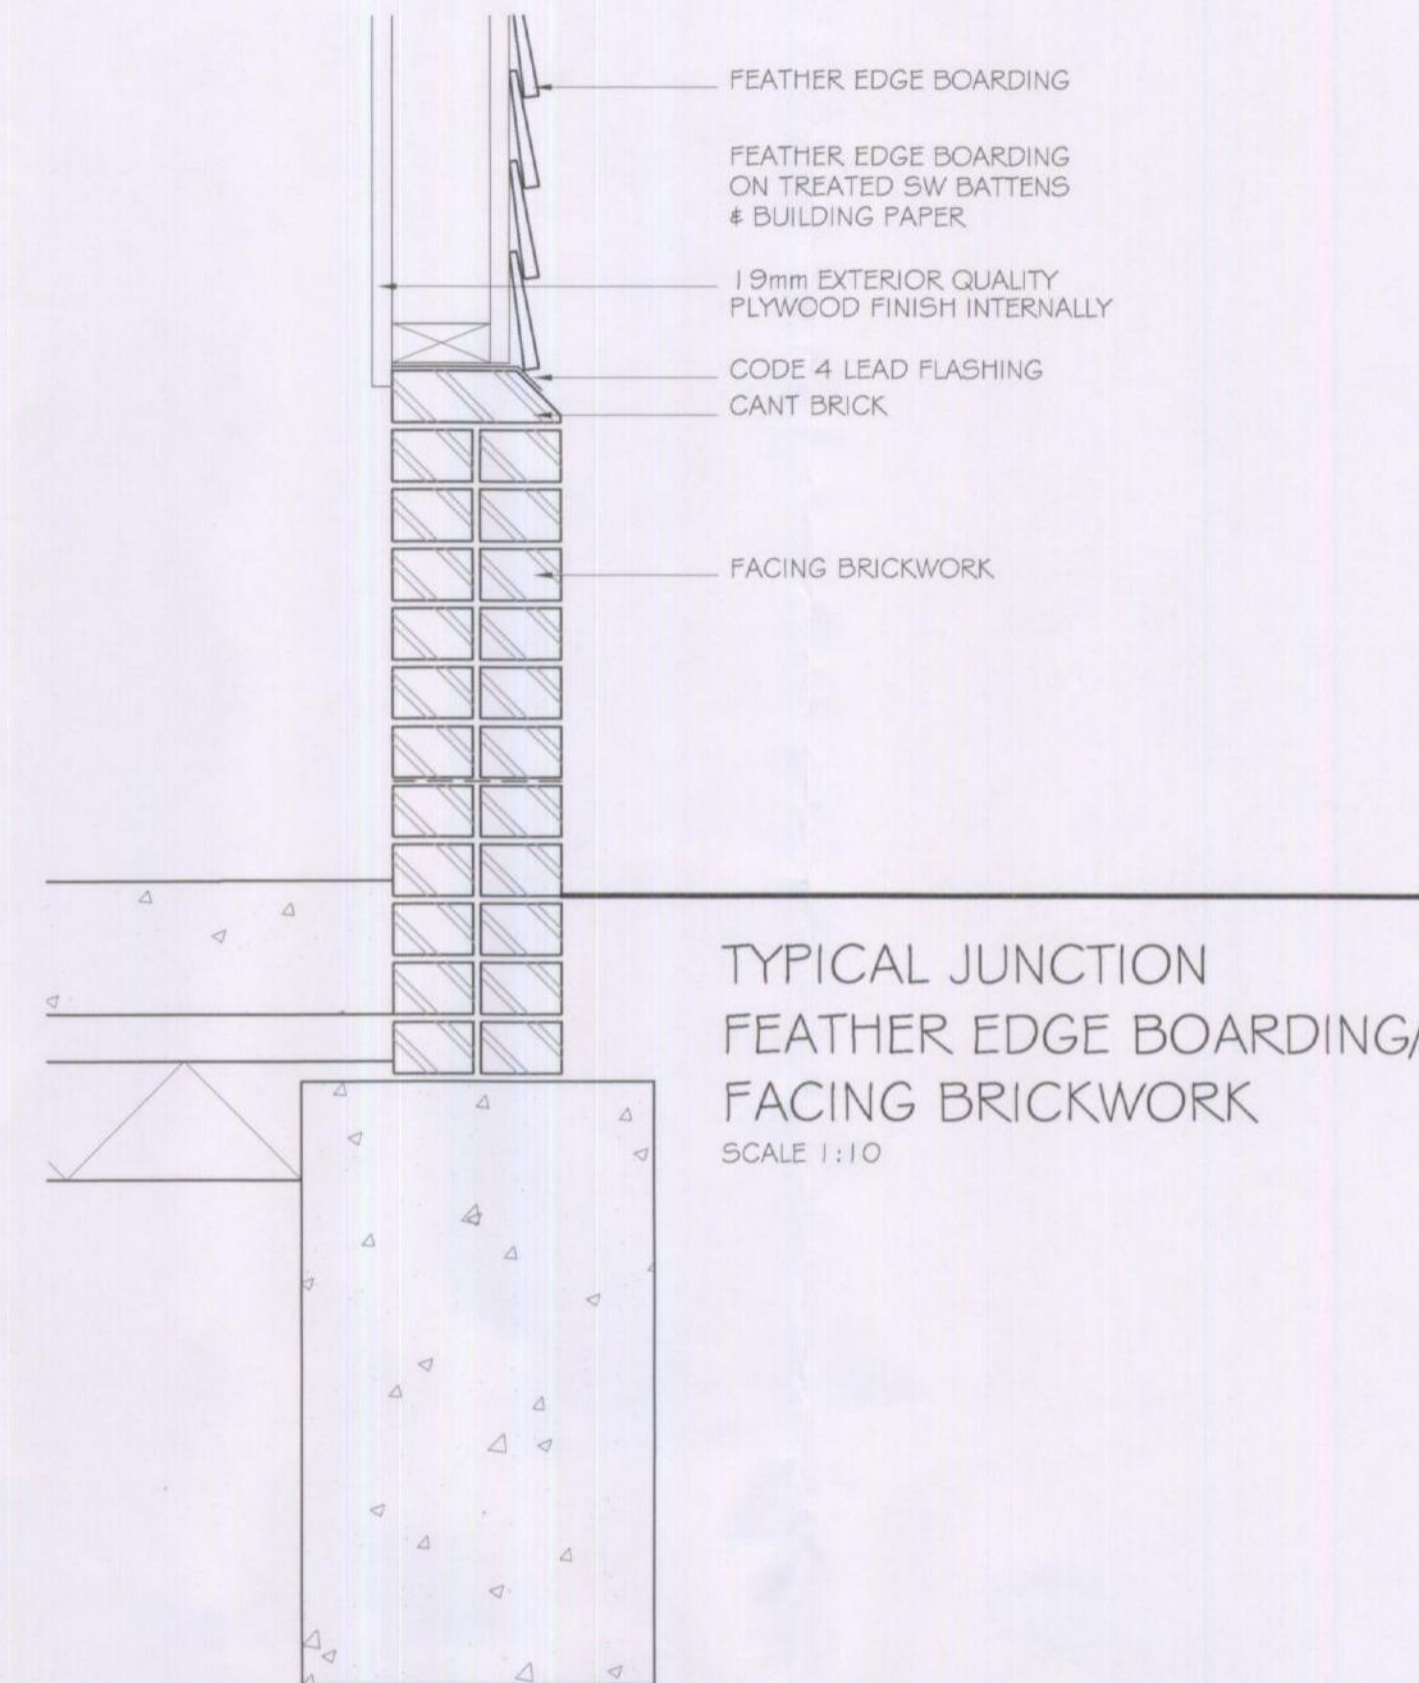 FEATHER EDGE BOARDING
FEATHER EDGE BOARDING
ON TREATED SW BATTENS
& BUILDING PAPER
19mm EXTERIOR QUALITY
PLYWOOD FINISH INTERNALLY
CODE 4 LEAD FLASHING
CANT BRICK
FACING BRICKWORK
TYPICAL JUNCTION
FEATHER EDGE BOARDING/
FACING BRICKWORK
SCALE 1:10